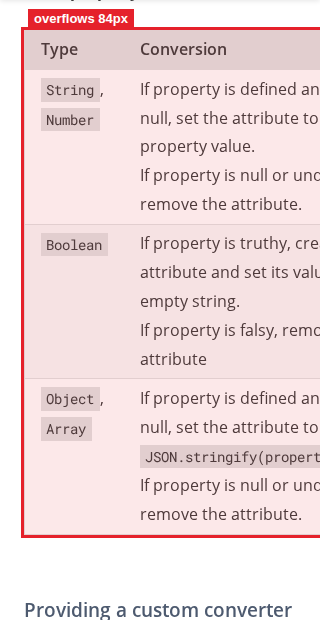 overflows 84px
Type Conversion
String, If property is defined an
Number null, set the attribute to
property value.
If property is null or und
remove the attribute.
Boolean If property is truthy, cre
attribute and set its valu
empty string.
If property is falsy, remo
attribute
Object, If property is defined an
Array null, set the attribute to
JSON.stringify(propert
If property is null or und
remove the attribute.
Providing a custom converter